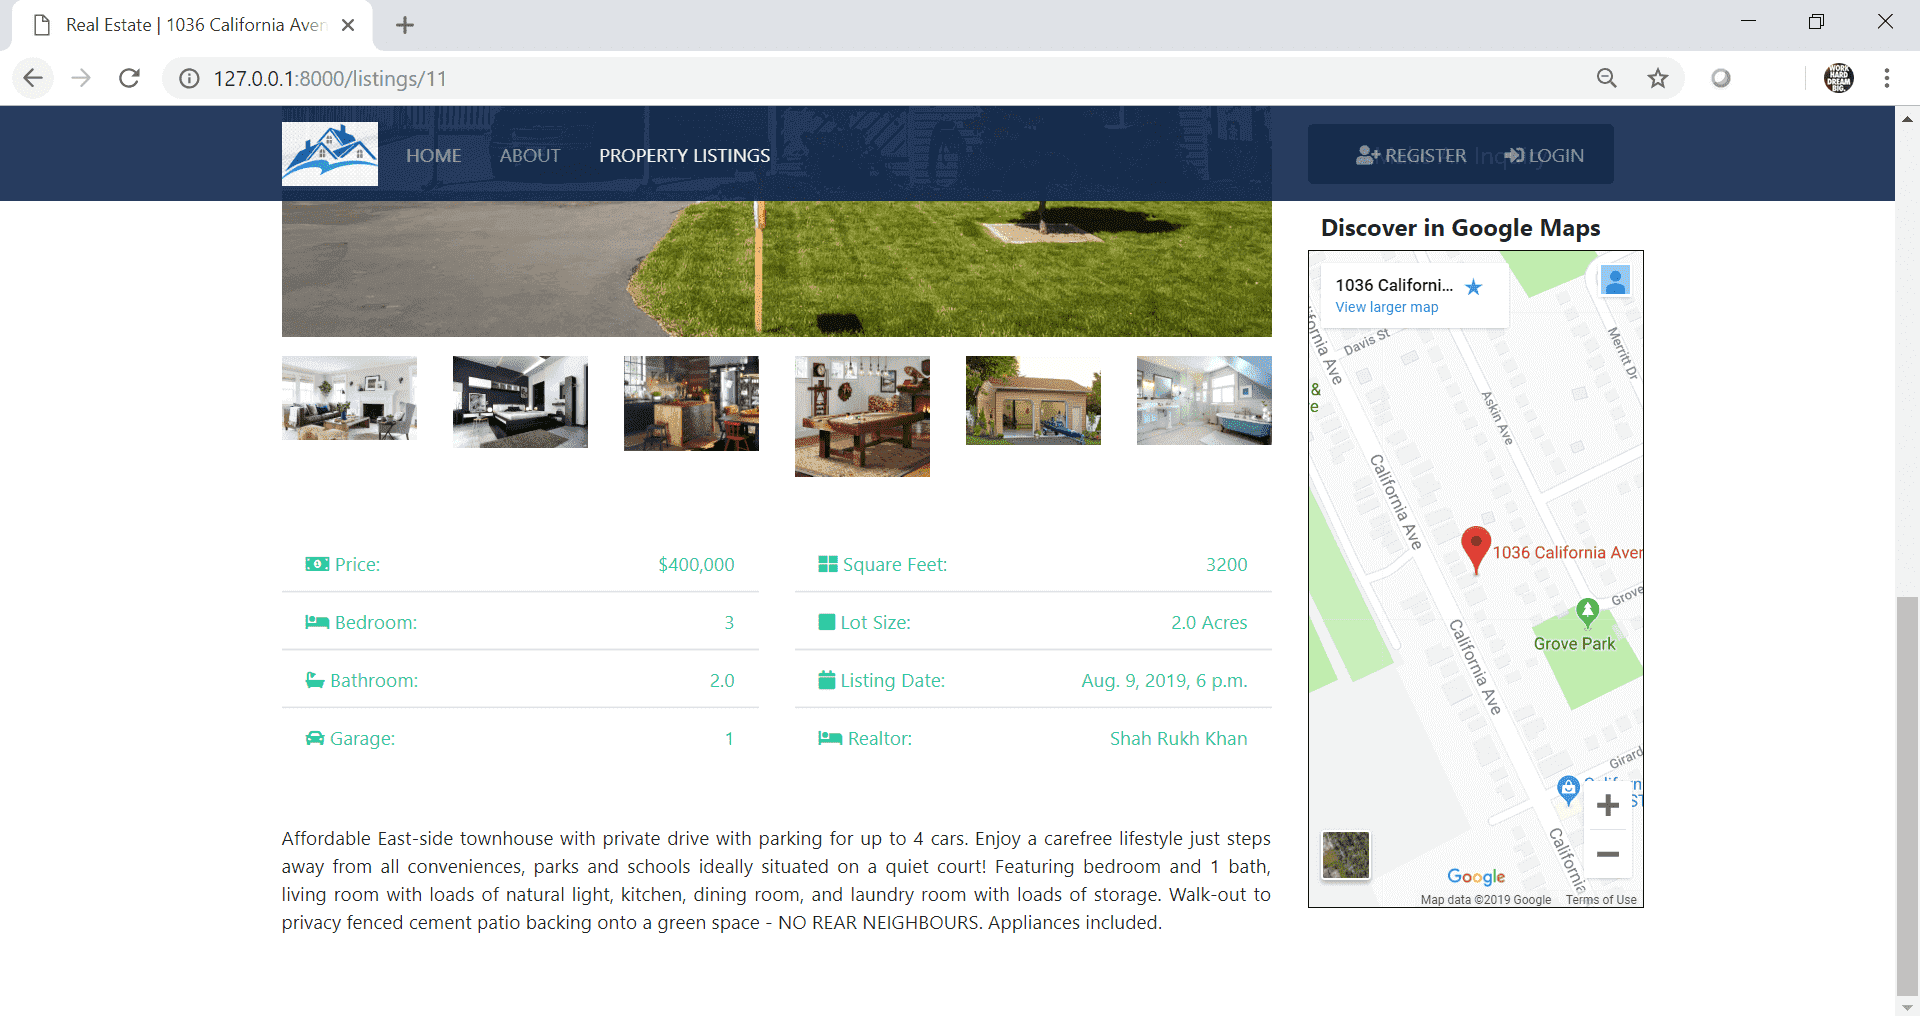 Real Estate | 1036 California Aven
127.0.0.1:8000/listings/11
WORK HARD DREAM BIG.
HOME
ABOUT
PROPERTY LISTINGS
REGISTER
LOGIN
Discover in Google Maps
1036 Californi...
View larger map
Davis St
Merritt Dr
&
e
Askin Ave
California Ave
1036 California Aven
Grove
Grove Park
California Ave
Girard
California
Google
Map data ©2019 Google
Terms of Use
Price:
$400,000
Square Feet:
3200
Bedroom:
3
Lot Size:
2.0 Acres
Bathroom:
2.0
Listing Date:
Aug. 9, 2019, 6 p.m.
Garage:
1
Realtor:
Shah Rukh Khan
Affordable East-side townhouse with private drive with parking for up to 4 cars. Enjoy a carefree lifestyle just steps
away from all conveniences, parks and schools ideally situated on a quiet court! Featuring bedroom and 1 bath,
living room with loads of natural light, kitchen, dining room, and laundry room with loads of storage. Walk-out to
privacy fenced cement patio backing onto a green space - NO REAR NEIGHBOURS. Appliances included.